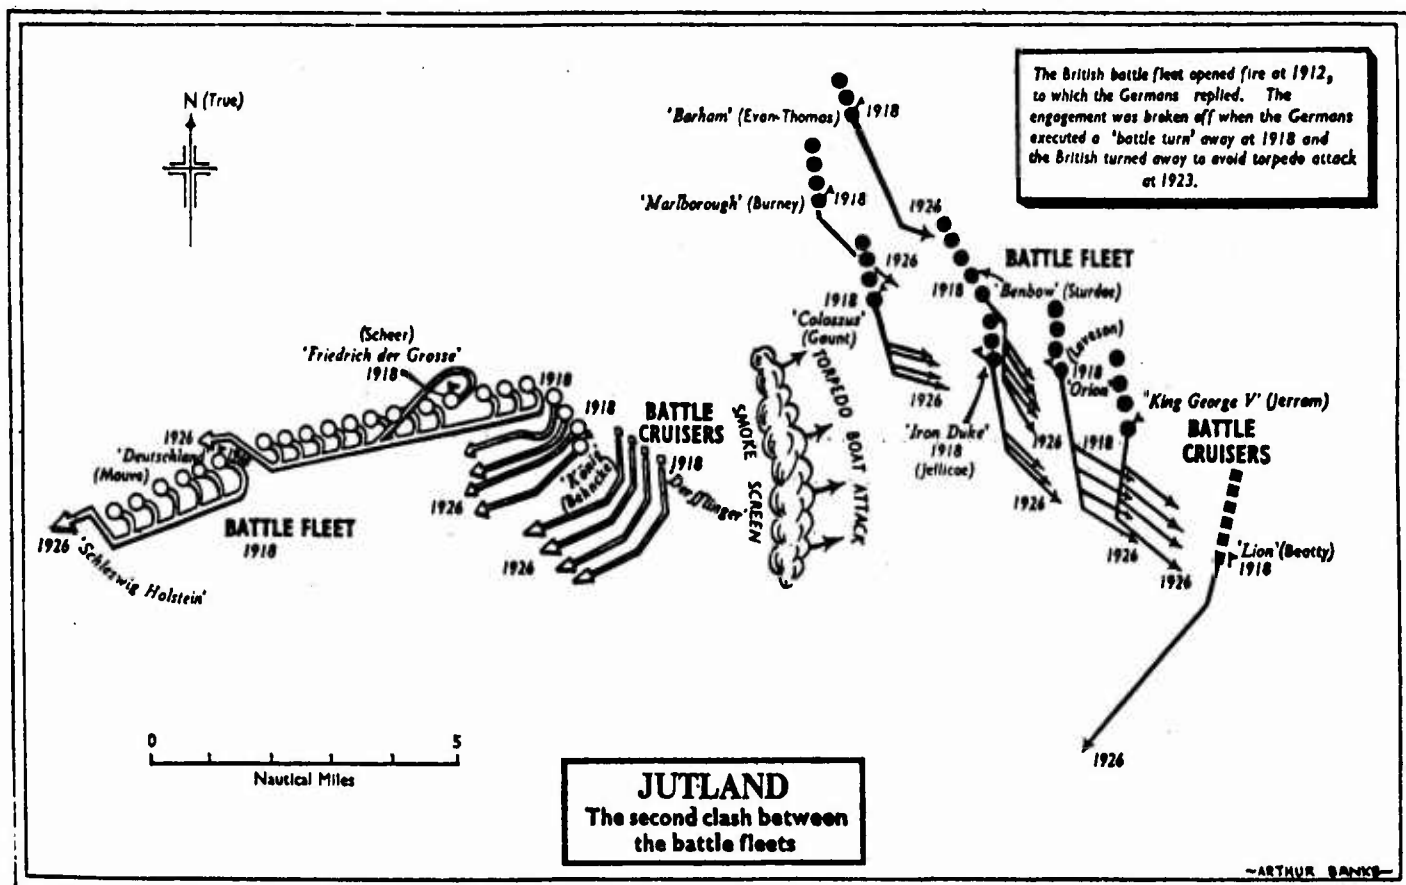 The British battle fleet opened fire at 1912,
to which the Germans replied. The
engagement was broken off when the Germans
executed a 'battle turn' away at 1918 and
the British turned away to avoid torpedo attack
at 1923.
N (True)
'Barham' (Evan-Thomas)
1918
'Marlborough' (Burney)
1918
1926
BATTLE FLEET
1926
1918
'Benbow' (Sturdee)
1918
'Colossus'
(Gaunt)
(Leveson)
1918
'Orion'
1926
'King George V' (Jerram)
BATTLE
CRUISERS
'Iron Duke'
1918
(Jellicoe)
1926
1918
1926
1926
1926
'Lion' (Beatty)
1918
1926
(Scheer)
'Friedrich der Grosse'
1918
1918
1918
BATTLE
CRUISERS
SMOKE SCREEN
TORPEDO BOAT ATTACK
1926
'Deutschland'
(Mauve)
'König'
(Behncke)
1918
'Derfflinger'
1926
BATTLE FLEET
1918
1926
'Schleswig Holstein'
1926
0 5
Nautical Miles
JUTLAND
The second clash between
the battle fleets
~ARTHUR BANKS~